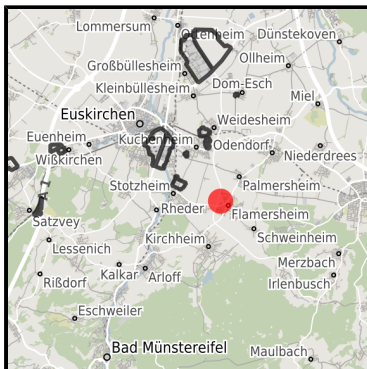 Lommersum
Ottenheim
Dünstekoven
Großbüllesheim
Ollheim
Kleinbüllesheim
Dom-Esch
Miel
Euskirchen
Weidesheim
Euenheim
Kuchenheim
Odendorf
Wißkirchen
Niederdrees
Stotzheim
Palmersheim
Satzvey
Rheder
Flamersheim
Schweinheim
Lessenich
Kirchheim
Merzbach
Rißdorf
Kalkar
Arloff
Irlenbusch
Eschweiler
Bad Münstereifel
Maulbach